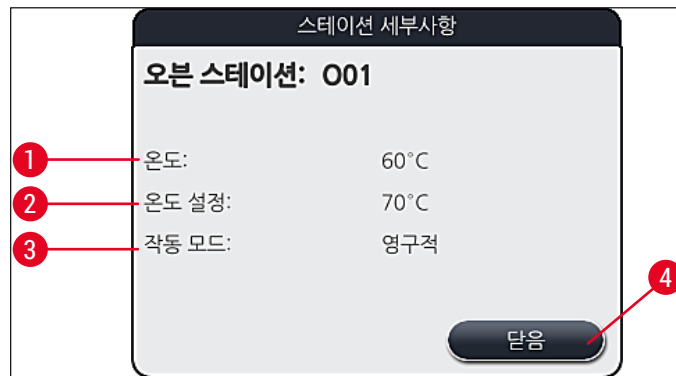 스테이션 세부사항
오븐 스테이션: O01
1 온도: 60°C
2 온도 설정: 70°C
3 작동 모드: 영구적
4
닫음